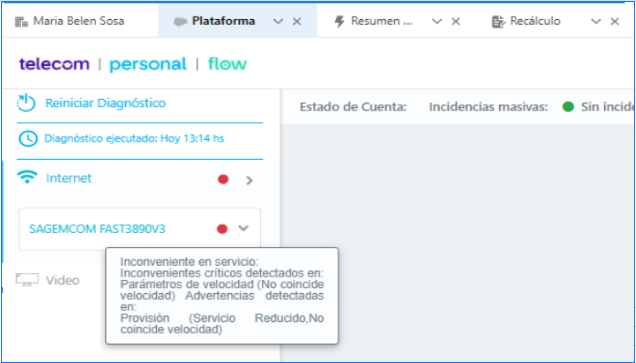 Maria Belen Sosa
Plataforma
Resumen ...
Recálculo
telecom | personal | flow
Reiniciar Diagnóstico
Estado de Cuenta: Incidencias masivas: Sin incide
Diagnóstico ejecutado: Hoy 13:14 hs
Internet
SAGEMCOM FAST3890V3
Inconveniente en servicio:
Inconvenientes críticos detectados en:
Parámetros de velocidad (No coincide
velocidad) Advertencias detectadas
en:
Provisión (Servicio Reducido,No
coincide velocidad)
Video